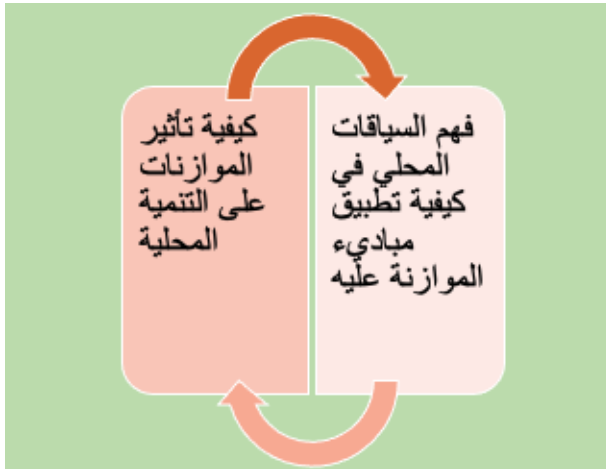 فهم السياقات
المحلي في
كيفية تطبيق
مباديء
الموازنة عليه
كيفية تأثير
الموازنات
على التنمية
المحلية